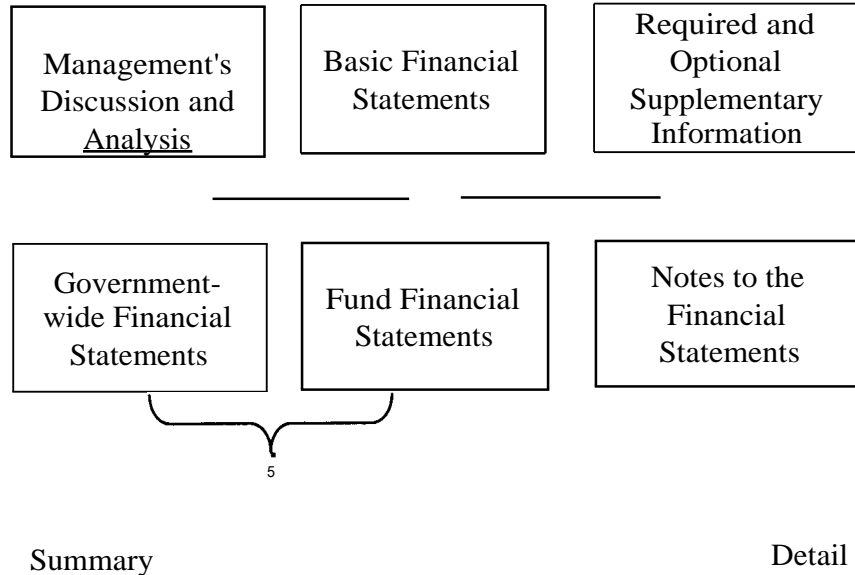 Management's
Discussion and
Analysis
Basic Financial
Statements
Required and
Optional
Supplementary
Information
Government-
wide Financial
Statements
Fund Financial
Statements
Notes to the
Financial
Statements
5
Summary
Detail